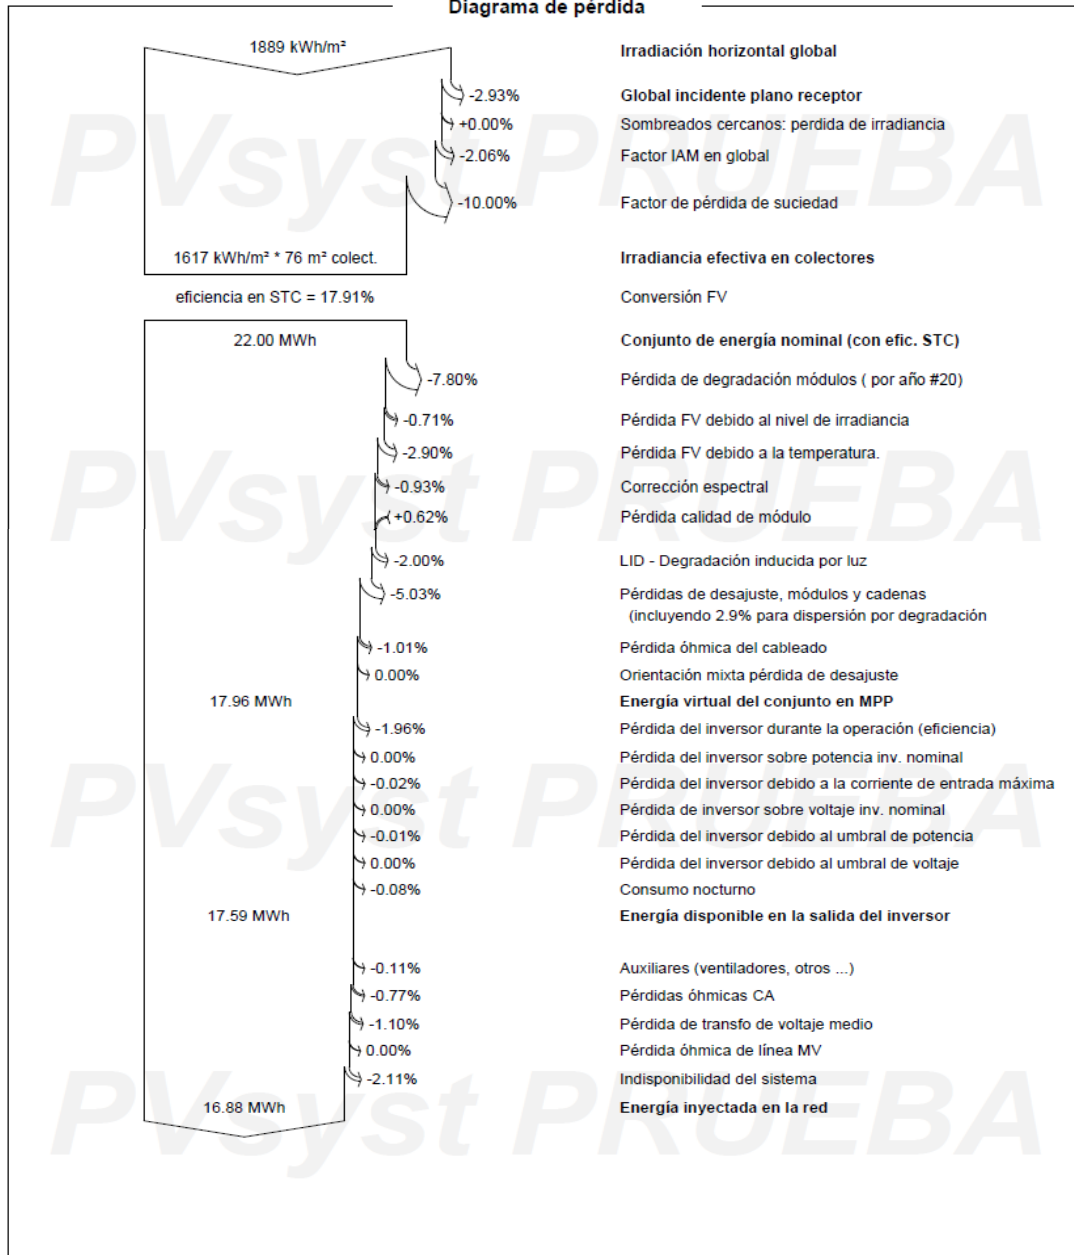 Diagrama de pérdida
1889 kWh/m²
Irradiación horizontal global
-2.93%
Global incidente plano receptor
+0.00%
Sombreados cercanos: perdida de irradiancia
-2.06%
Factor IAM en global
-10.00%
Factor de pérdida de suciedad
PVsyst PRUEBA
1617 kWh/m² * 76 m² colect.
Irradiancia efectiva en colectores
eficiencia en STC = 17.91%
Conversión FV
22.00 MWh
Conjunto de energía nominal (con efic. STC)
-7.80%
Pérdida de degradación módulos ( por año #20)
-0.71%
Pérdida FV debido al nivel de irradiancia
-2.90%
Pérdida FV debido a la temperatura.
-0.93%
Corrección espectral
+0.62%
Pérdida calidad de módulo
PVsyst PRUEBA
-2.00%
LID - Degradación inducida por luz
-5.03%
Pérdidas de desajuste, módulos y cadenas
(incluyendo 2.9% para dispersión por degradación
-1.01%
Pérdida óhmica del cableado
0.00%
Orientación mixta pérdida de desajuste
17.96 MWh
Energía virtual del conjunto en MPP
-1.96%
Pérdida del inversor durante la operación (eficiencia)
0.00%
Pérdida del inversor sobre potencia inv. nominal
-0.02%
Pérdida del inversor debido a la corriente de entrada máxima
0.00%
Pérdida de inversor sobre voltaje inv. nominal
PVsyst PRUEBA
-0.01%
Pérdida del inversor debido al umbral de potencia
0.00%
Pérdida del inversor debido al umbral de voltaje
-0.08%
Consumo nocturno
17.59 MWh
Energía disponible en la salida del inversor
-0.11%
Auxiliares (ventiladores, otros ...)
-0.77%
Pérdidas óhmicas CA
-1.10%
Pérdida de transfo de voltaje medio
0.00%
Pérdida óhmica de línea MV
-2.11%
Indisponibilidad del sistema
16.88 MWh
Energía inyectada en la red
PVsyst PRUEBA